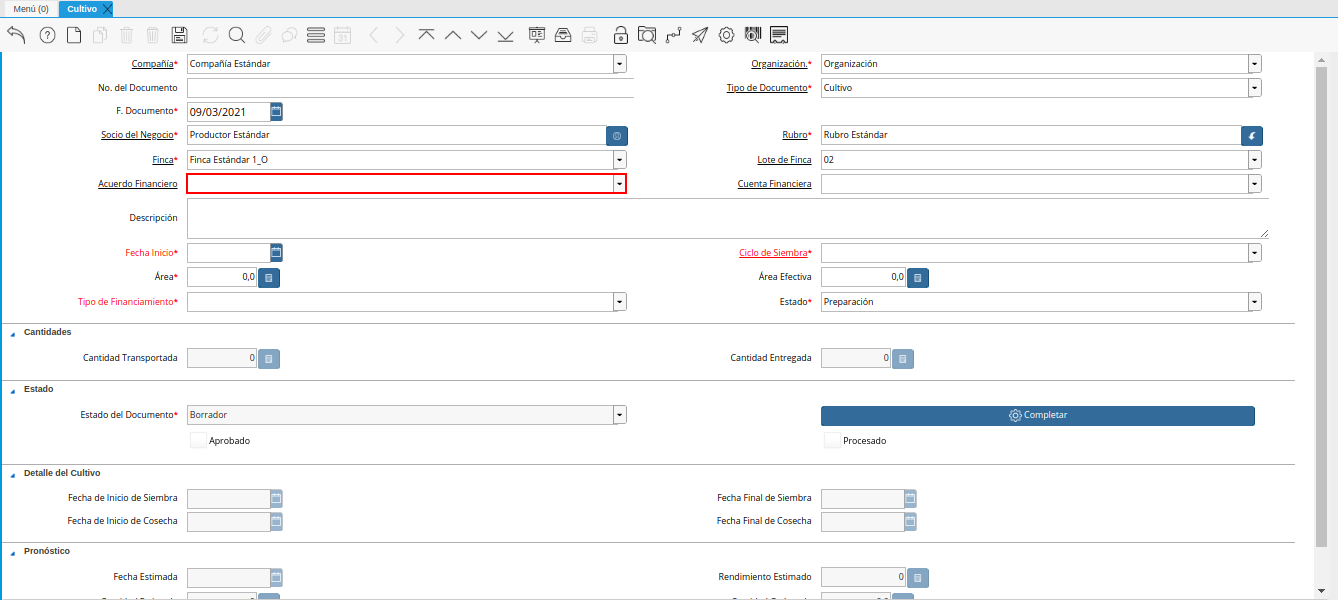 Menú (0) Cultivo
31
Compañía* Compañía Estándar Organización.* Organización
No. del Documento Tipo de Documento* Cultivo
F. Documento* 09/03/2021
Socio del Negocio* Productor Estándar Rubro* Rubro Estándar
Finca* Finca Estándar 1_O Lote de Finca 02
Acuerdo Financiero Cuenta Financiera
Descripción
Fecha Inicio* Ciclo de Siembra*
Área* 0,0 Área Efectiva 0,0
Tipo de Financiamiento* Estado* Preparación
Cantidades
Cantidad Transportada 0 Cantidad Entregada 0
Estado
Estado del Documento* Borrador Completar
Aprobado Procesado
Detalle del Cultivo
Fecha de Inicio de Siembra Fecha Final de Siembra
Fecha de Inicio de Cosecha Fecha Final de Cosecha
Pronóstico
Fecha Estimada Rendimiento Estimado 0